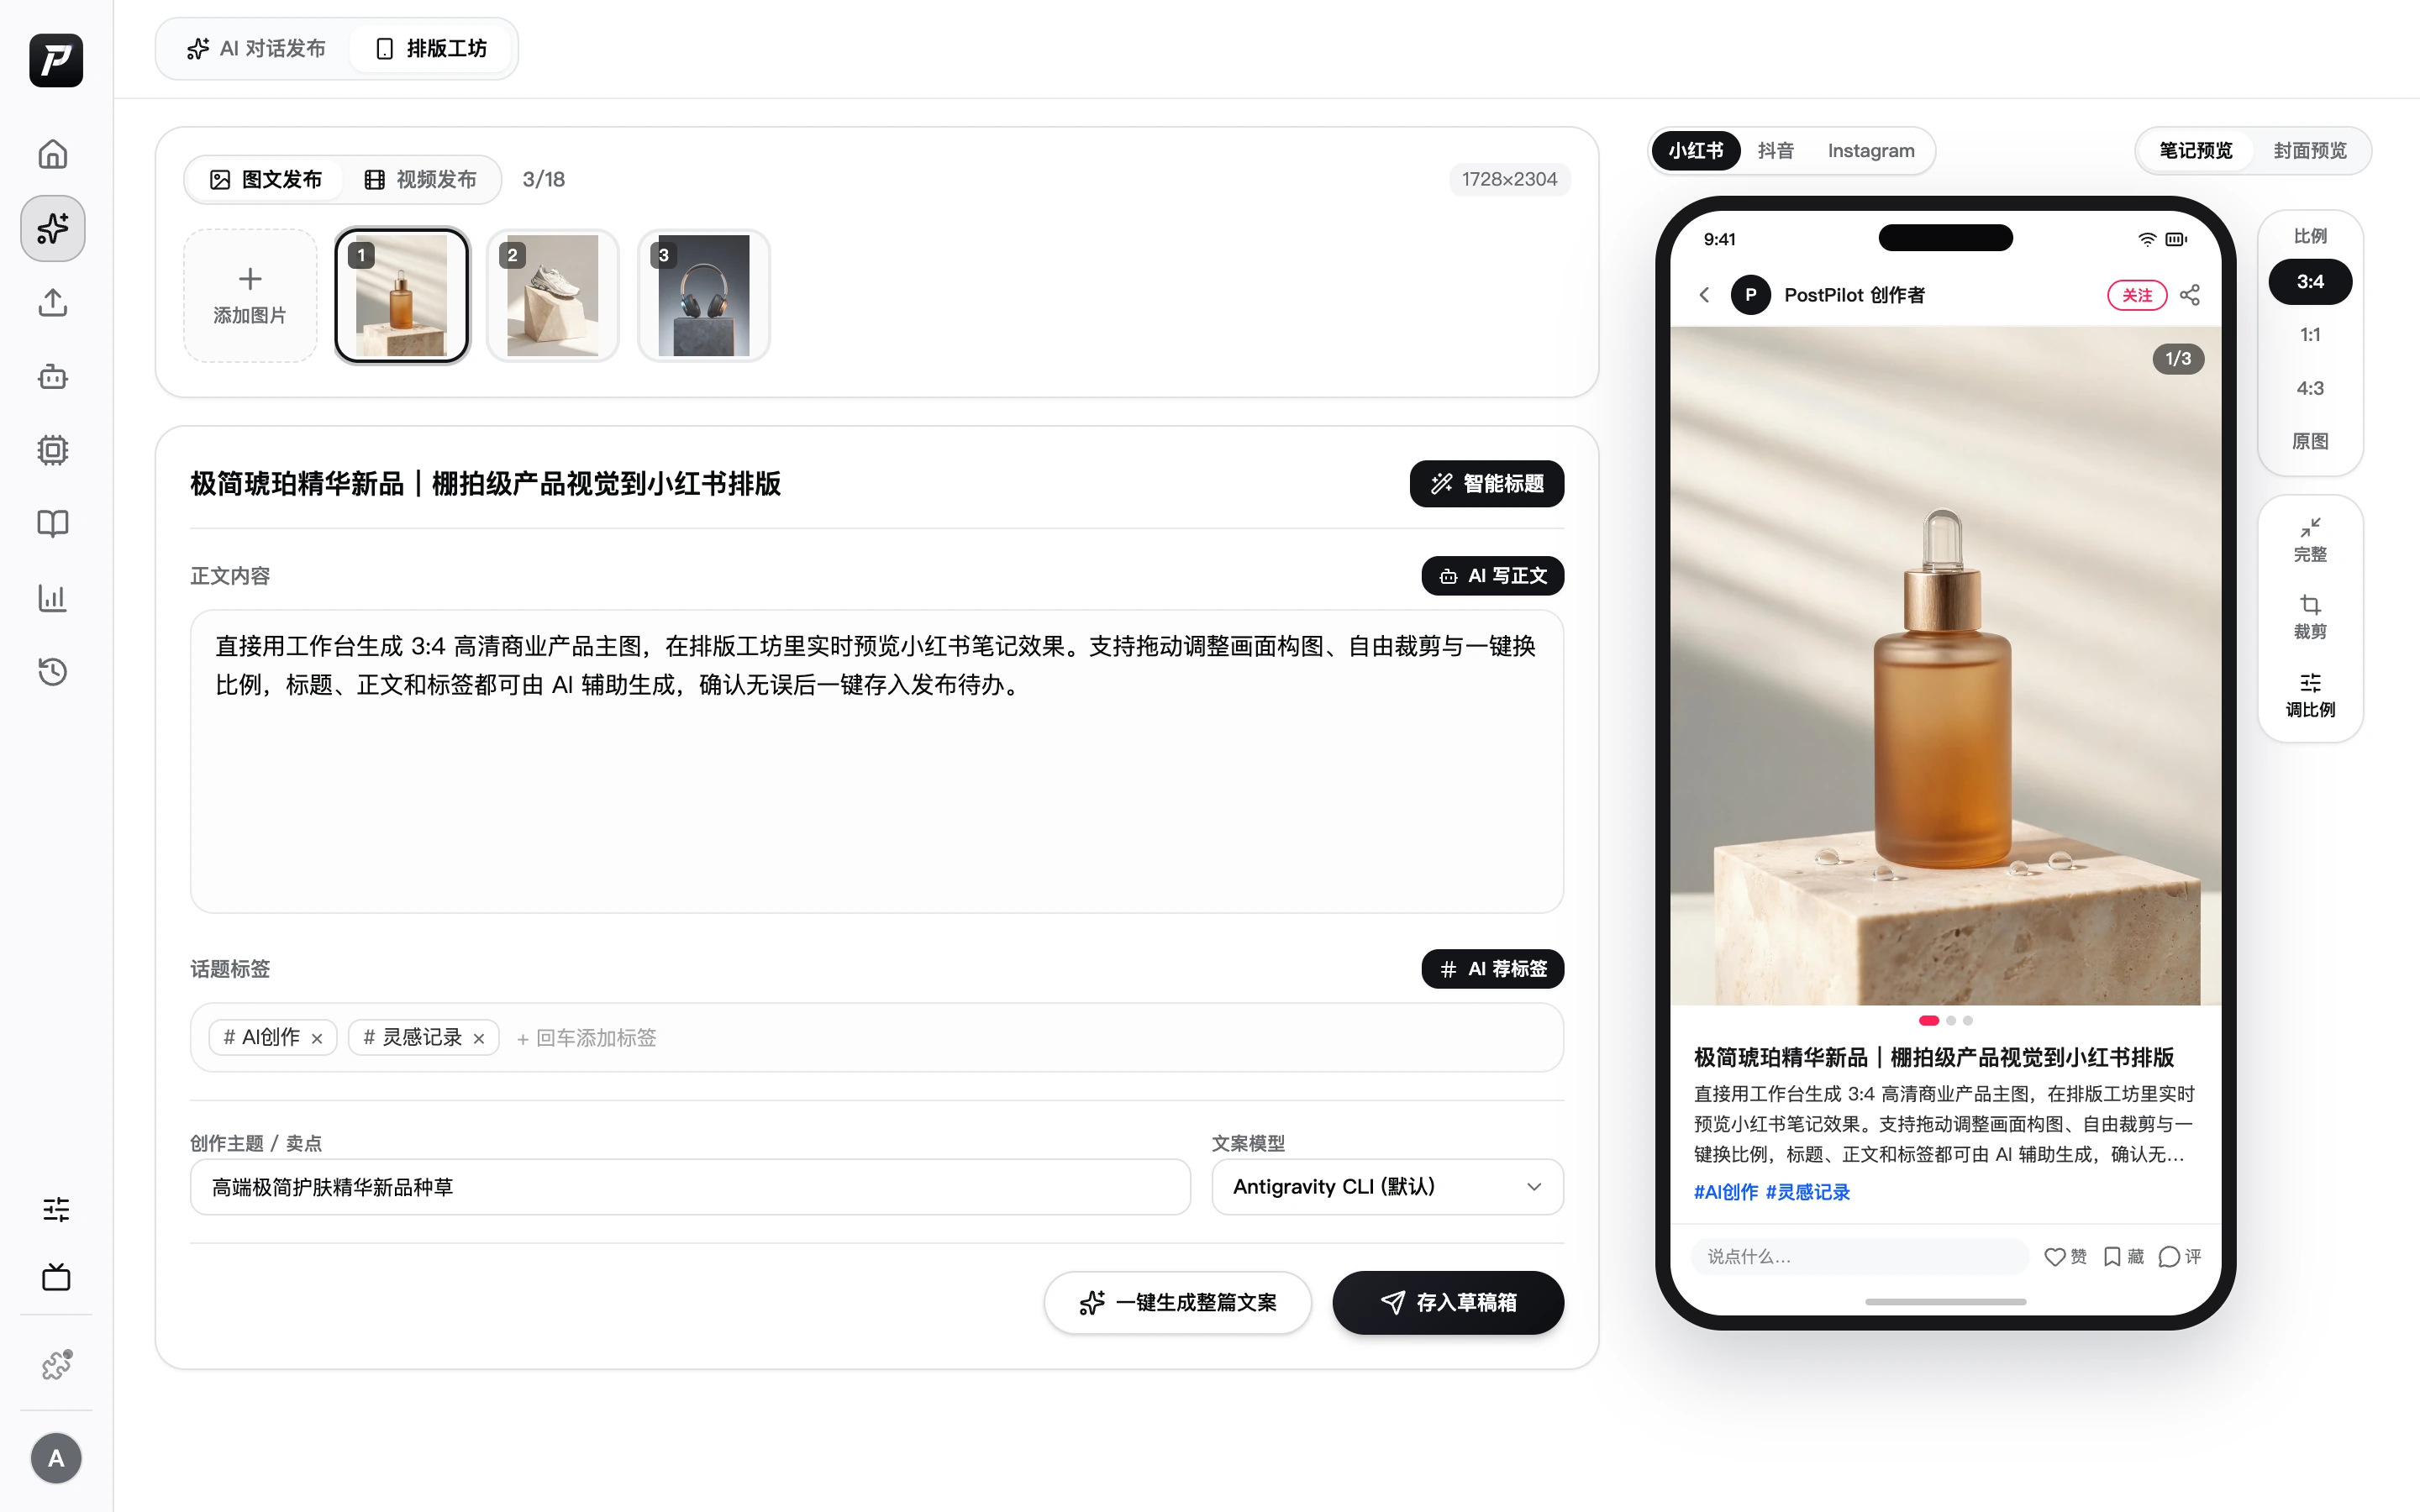 AI 对话发布
排版工坊
图文发布
视频发布
3/18
1728×2304
添加图片
1
2
3
极简琥珀精华新品｜棚拍级产品视觉到小红书排版
智能标题
正文内容
AI 写正文
直接用工作台生成 3:4 高清商业产品主图，在排版工坊里实时预览小红书笔记效果。支持拖动调整画面构图、自由裁剪与一键换
比例，标题、正文和标签都可由 AI 辅助生成，确认无误后一键存入发布待办。
话题标签
AI 荐标签
# AI创作 ×
# 灵感记录 ×
+ 回车添加标签
创作主题 / 卖点
文案模型
高端极简护肤精华新品种草
Antigravity CLI (默认)
一键生成整篇文案
存入草稿箱
A
小红书
抖音
Instagram
笔记预览
封面预览
9:41
P
PostPilot 创作者
关注
1/3
极简琥珀精华新品｜棚拍级产品视觉到小红书排版
直接用工作台生成 3:4 高清商业产品主图，在排版工坊里实时
预览小红书笔记效果。支持拖动调整画面构图、自由裁剪与一
键换比例，标题、正文和标签都可由 AI 辅助生成，确认无...
#AI创作 #灵感记录
说点什么...
赞
藏
评
比例
3:4
1:1
4:3
原图
完整
裁剪
调比例